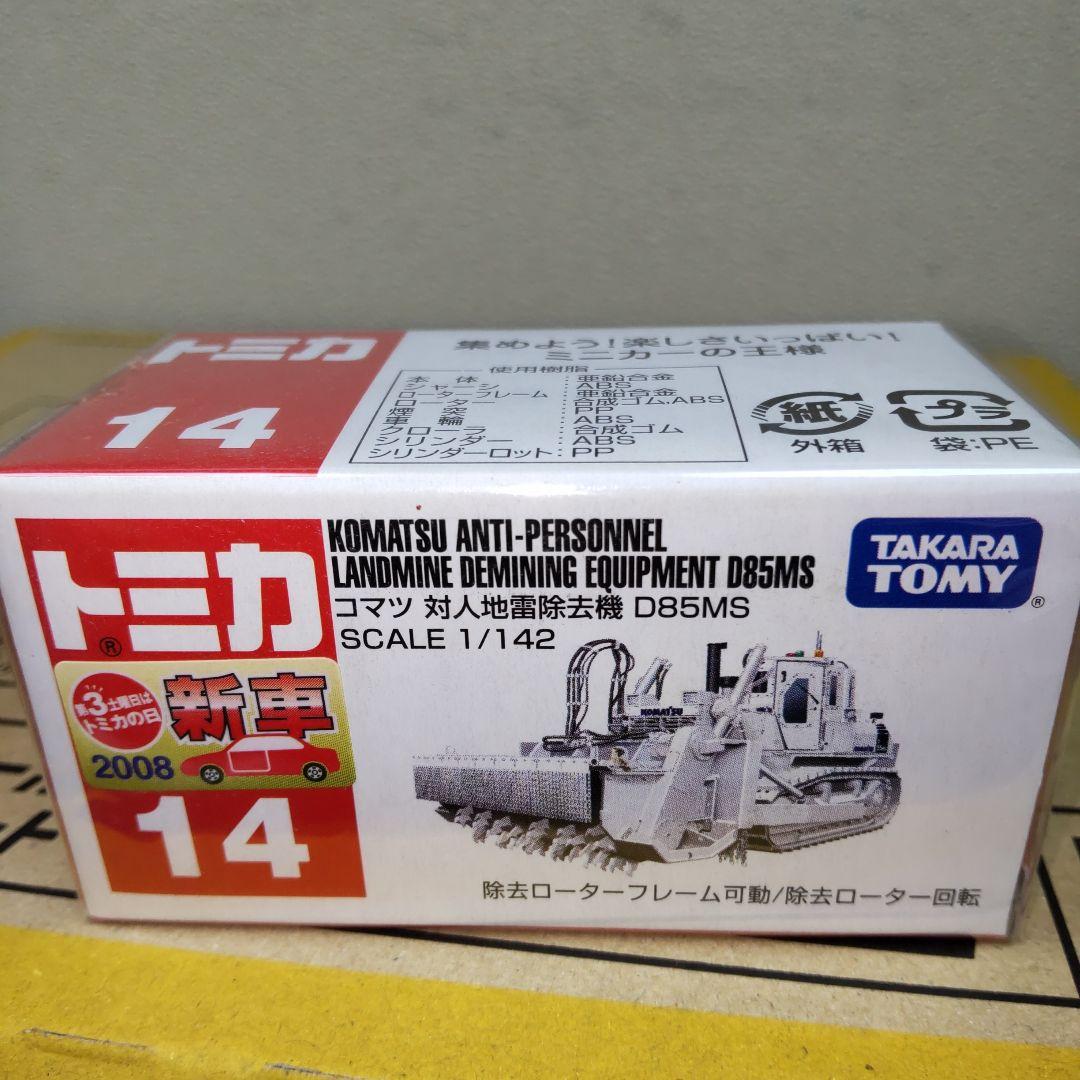 トミカ
14
集めよう!楽しさいっぱい!
ミニカーの王様
使用樹脂
本体:亜鉛合金
シャーシ:ABS
ローターフレーム:亜鉛合金
ローター:合成ゴム,ABS
煙突:PP
車輪:ABS
クローラ:合成ゴム
シリンダー:ABS
シリンダーロット:PP
紙
外箱
プラ
袋:PE
トミカ®
KOMATSU ANTI-PERSONNEL
LANDMINE DEMINING EQUIPMENT D85MS
コマツ 対人地雷除去機 D85MS
SCALE 1/142
TAKARA
TOMY®
第3土曜日は
トミカの日
新車
2008
14
KOMATSU
除去ローターフレーム可動/除去ローター回転